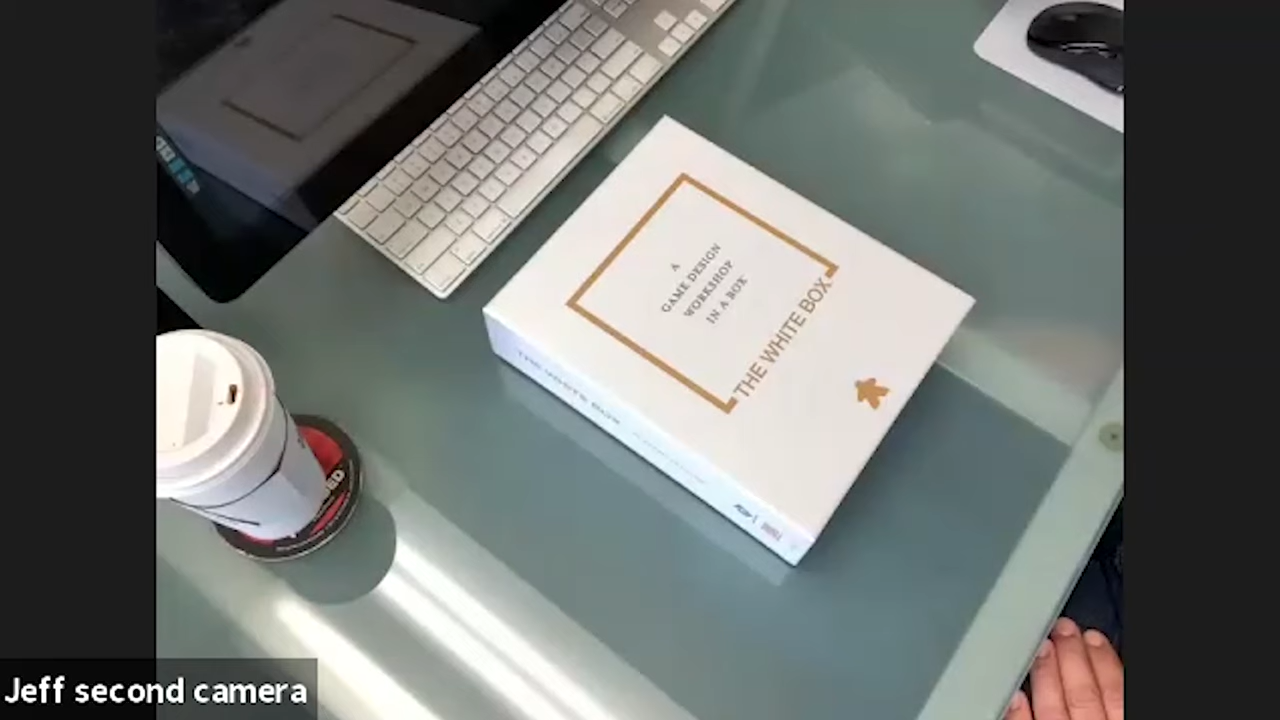 A
GAME DESIGN
WORKSHOP
IN A BOX
THE WHITE BOX
THE WHITE BOX
Jeff second camera